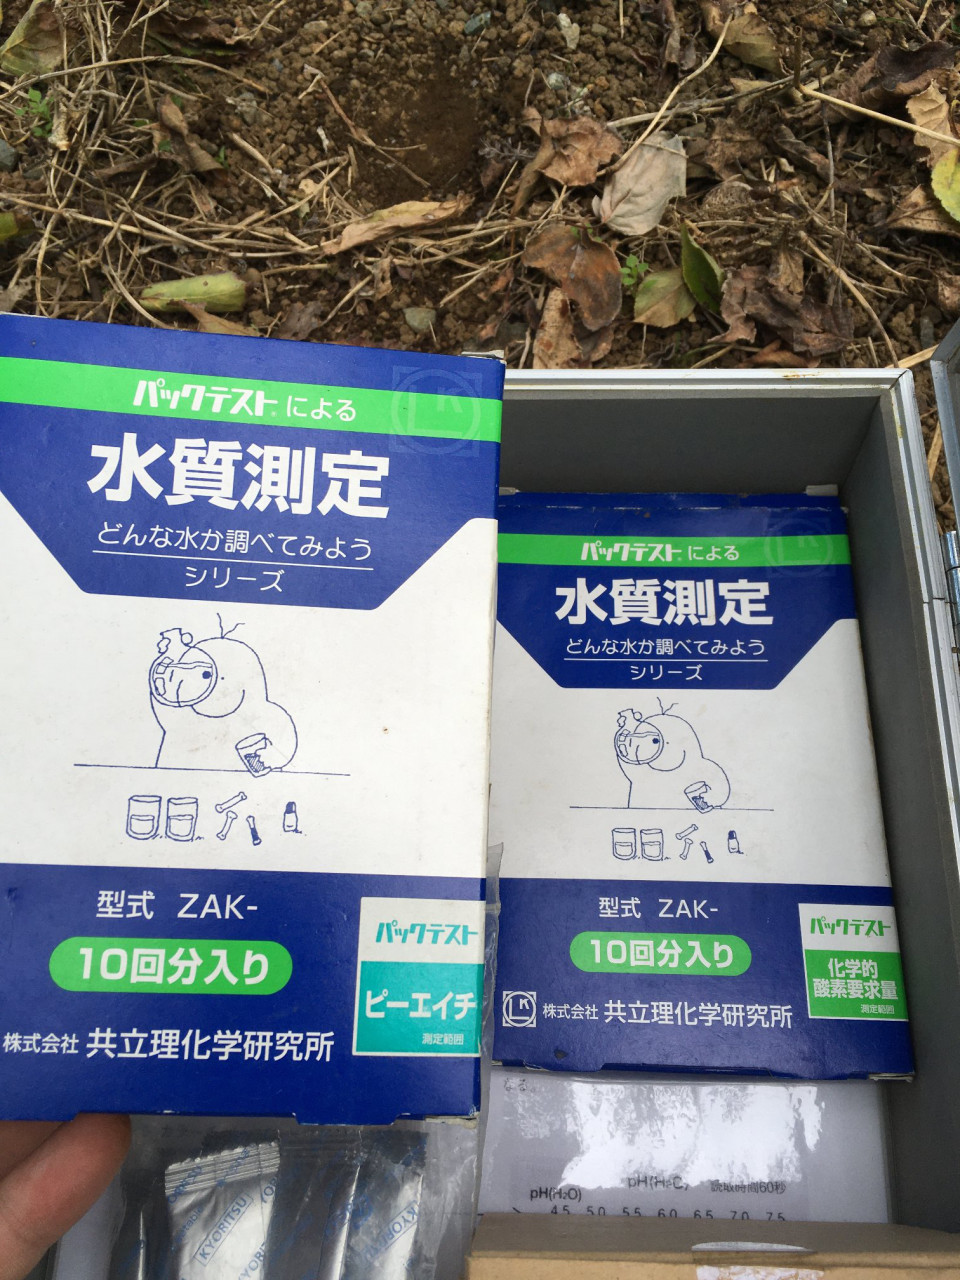 パックテスト®による
水質測定
どんな水か調べてみよう
シリーズ
型式 ZAK-
10回分入り
株式会社 共立理化学研究所
パックテスト
ピーエイチ
測定範囲
パックテスト®による
水質測定
どんな水か調べてみよう
シリーズ
型式 ZAK-
10回分入り
株式会社 共立理化学研究所
パックテスト
化学的
酸素要求量
測定範囲
pH(H₂O)
読取時間60秒
4.5 5.0 5.5 6.0 6.5 7.0 7.5
KYORITSU